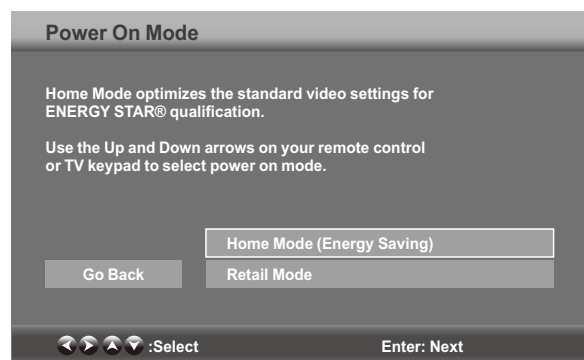 Power On Mode
Home Mode optimizes the standard video settings for
ENERGY STAR® qualification.
Use the Up and Down arrows on your remote control
or TV keypad to select power on mode.
Home Mode (Energy Saving)
Go Back
Retail Mode
:Select
Enter: Next